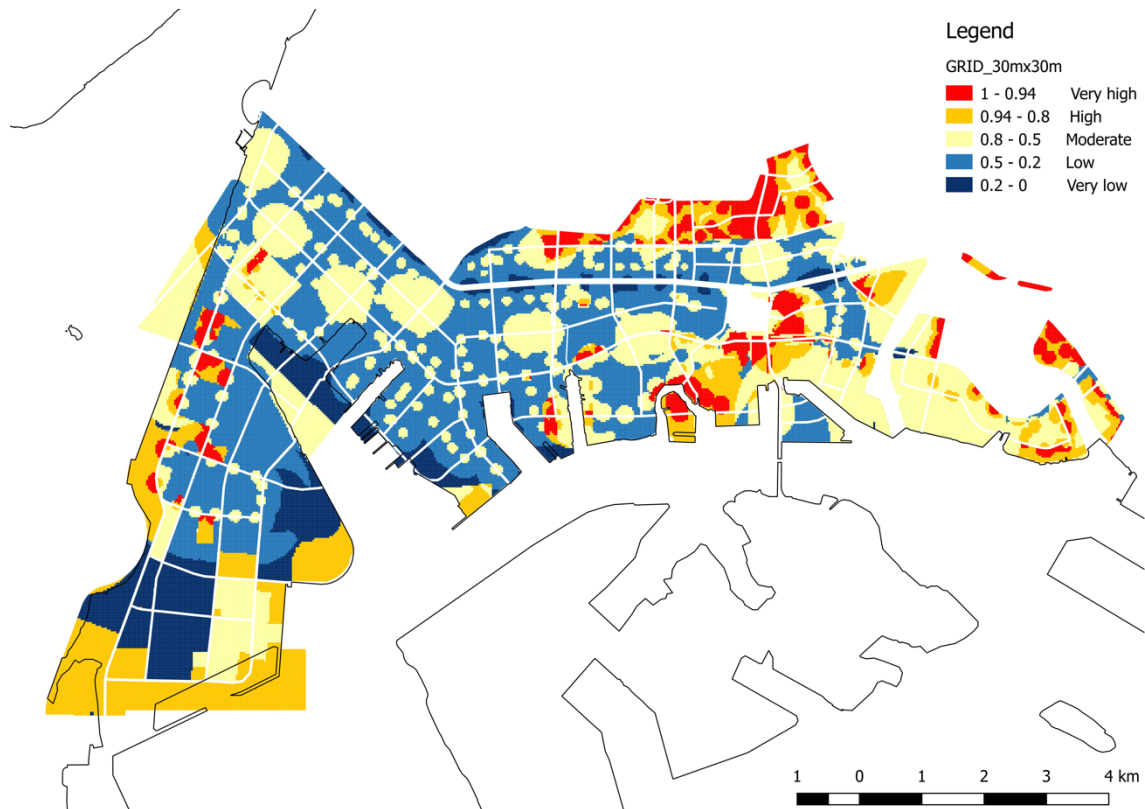 Legend
GRID_30mx30m
1 - 0.94 Very high
0.94 - 0.8 High
0.8 - 0.5 Moderate
0.5 - 0.2 Low
0.2 - 0 Very low
1 0 1 2 3 4 km